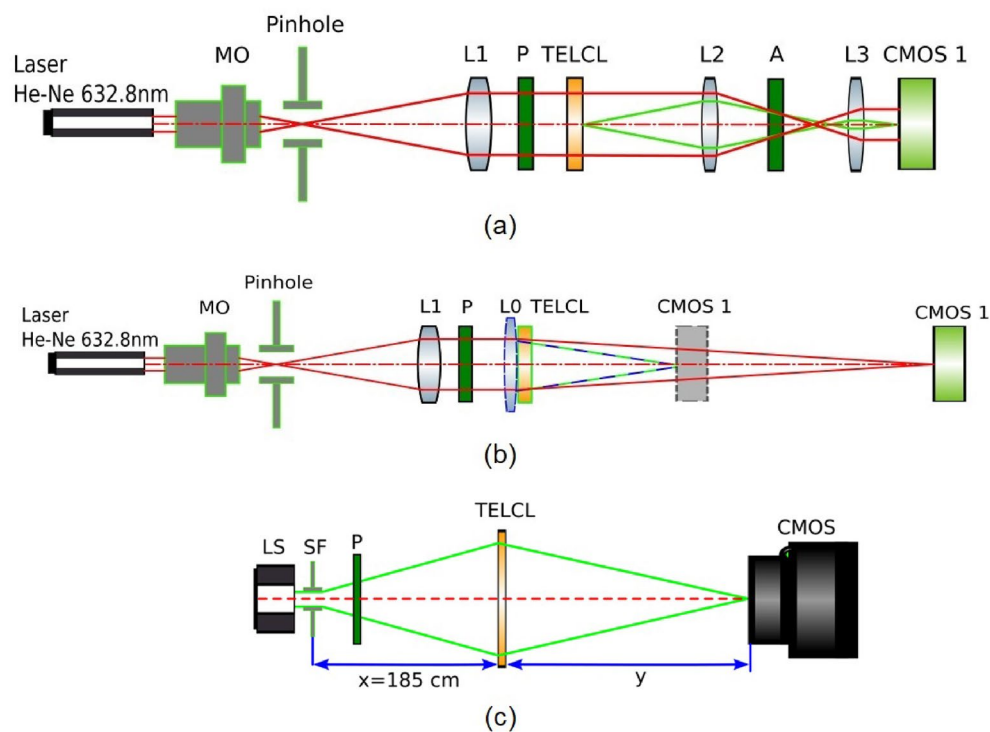 Pinhole
MO
L1 P TELCL L2 A L3 CMOS 1
Laser
He-Ne 632.8nm
(a)
Pinhole
MO
L1 P L0 TELCL CMOS 1 CMOS 1
Laser
He-Ne 632.8nm
(b)
TELCL
CMOS
LS SF P
x=185 cm y
(c)